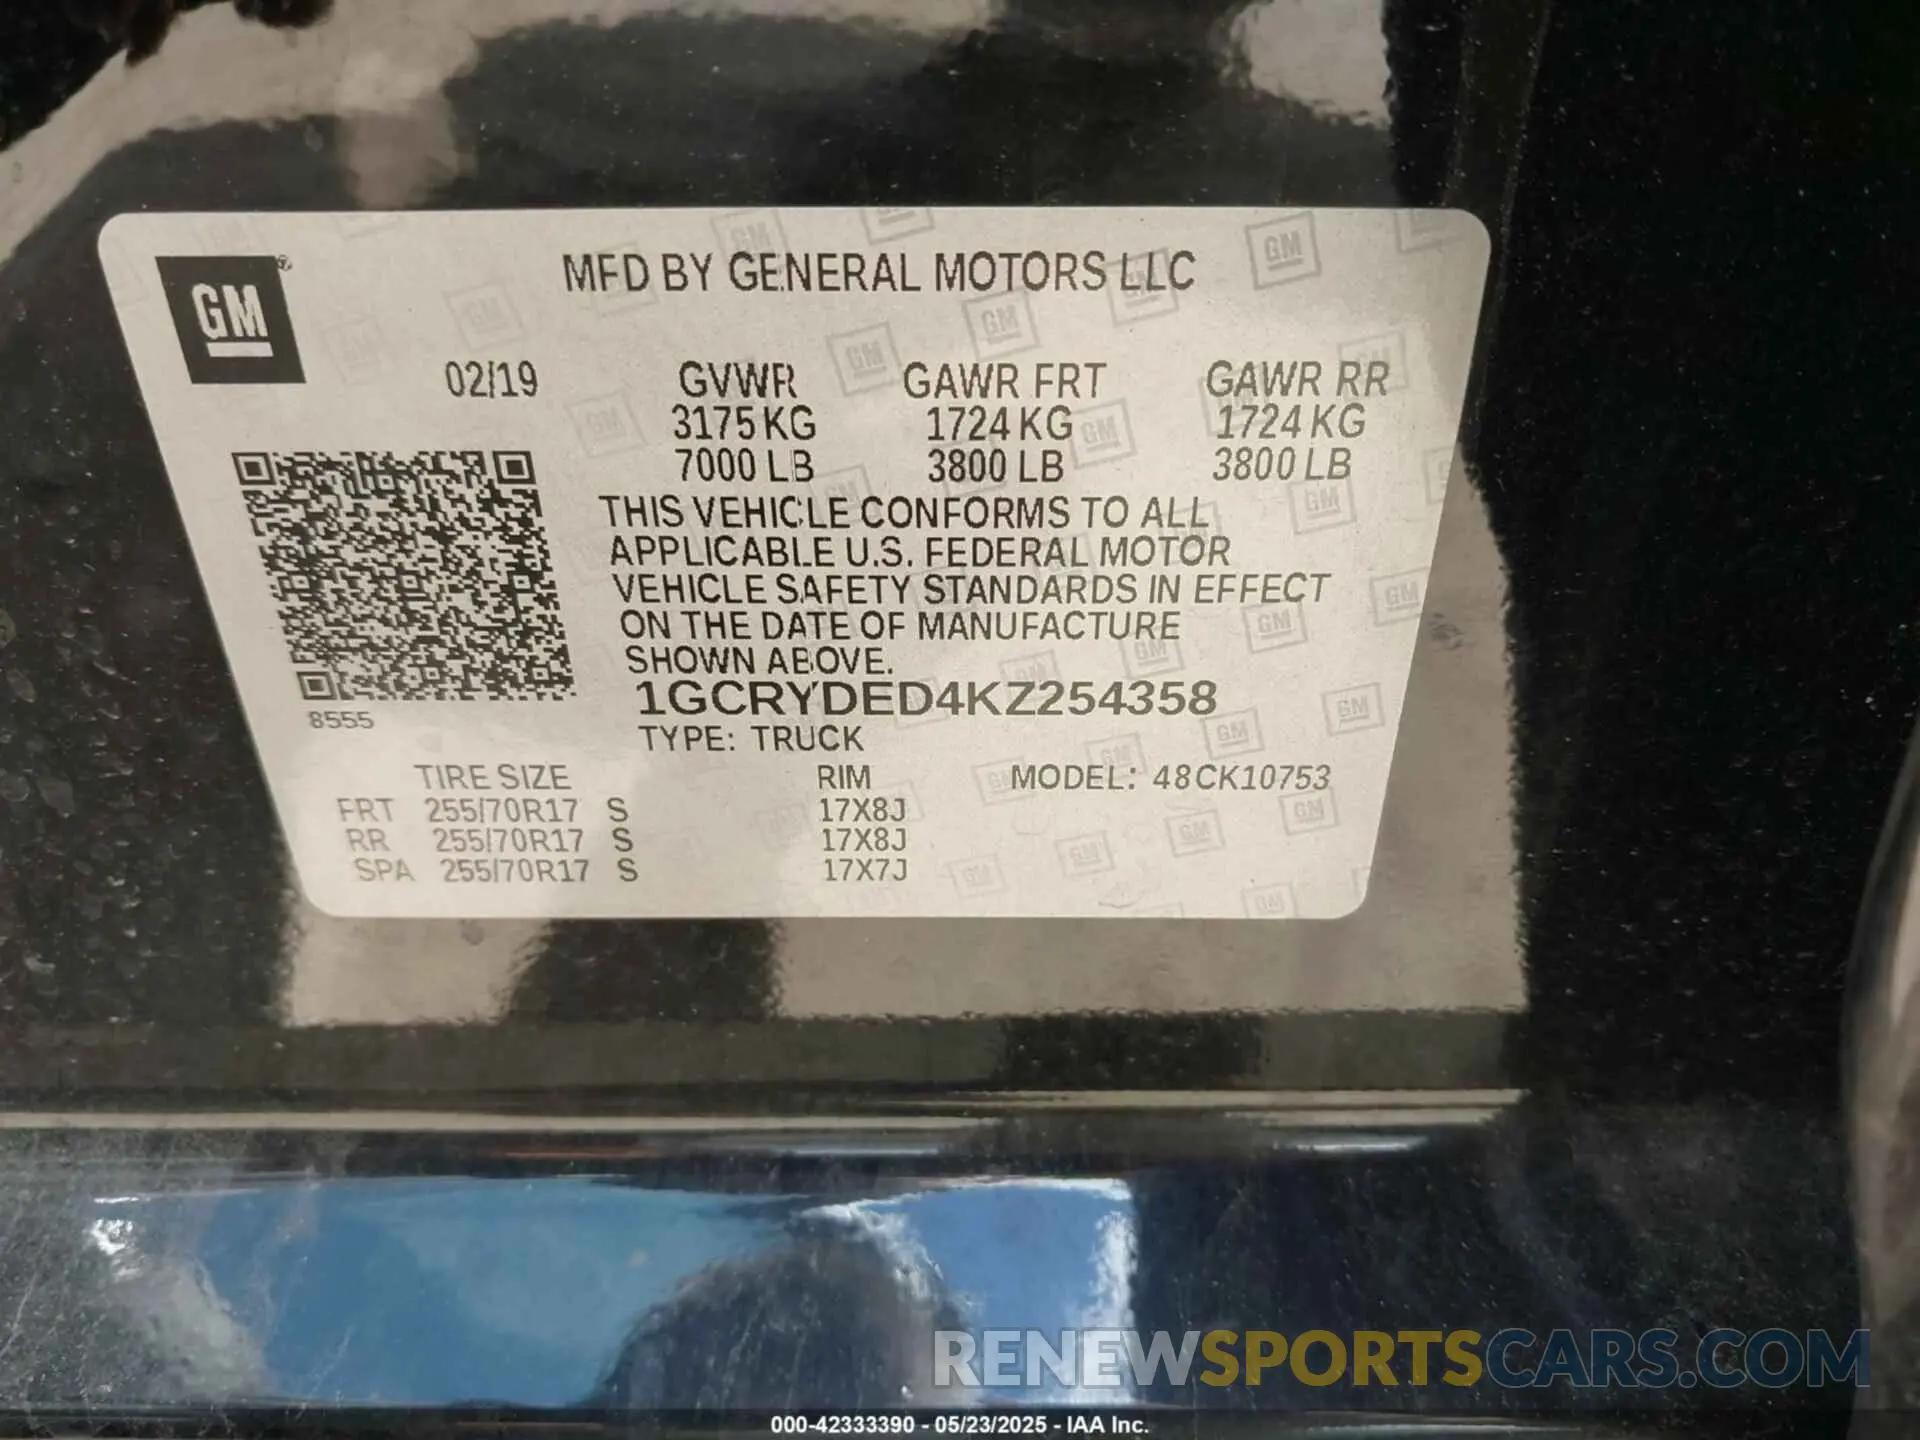 GM®
MFD BY GENERAL MOTORS LLC
02/19 GVWR GAWR FRT GAWR RR
3175 KG 1724 KG 1724 KG
7000 LB 3800 LB 3800 LB
THIS VEHICLE CONFORMS TO ALL
APPLICABLE U.S. FEDERAL MOTOR
VEHICLE SAFETY STANDARDS IN EFFECT
ON THE DATE OF MANUFACTURE
SHOWN ABOVE.
1GCRYDED4KZ254358
8555
TYPE: TRUCK
TIRE SIZE RIM MODEL: 48CK10753
FRT 255/70R17 S 17X8J
RR 255/70R17 S 17X8J
SPA 255/70R17 S 17X7J
RENEWSPORTSCARS.COM
000-42333390 - 05/23/2025 - IAA Inc.